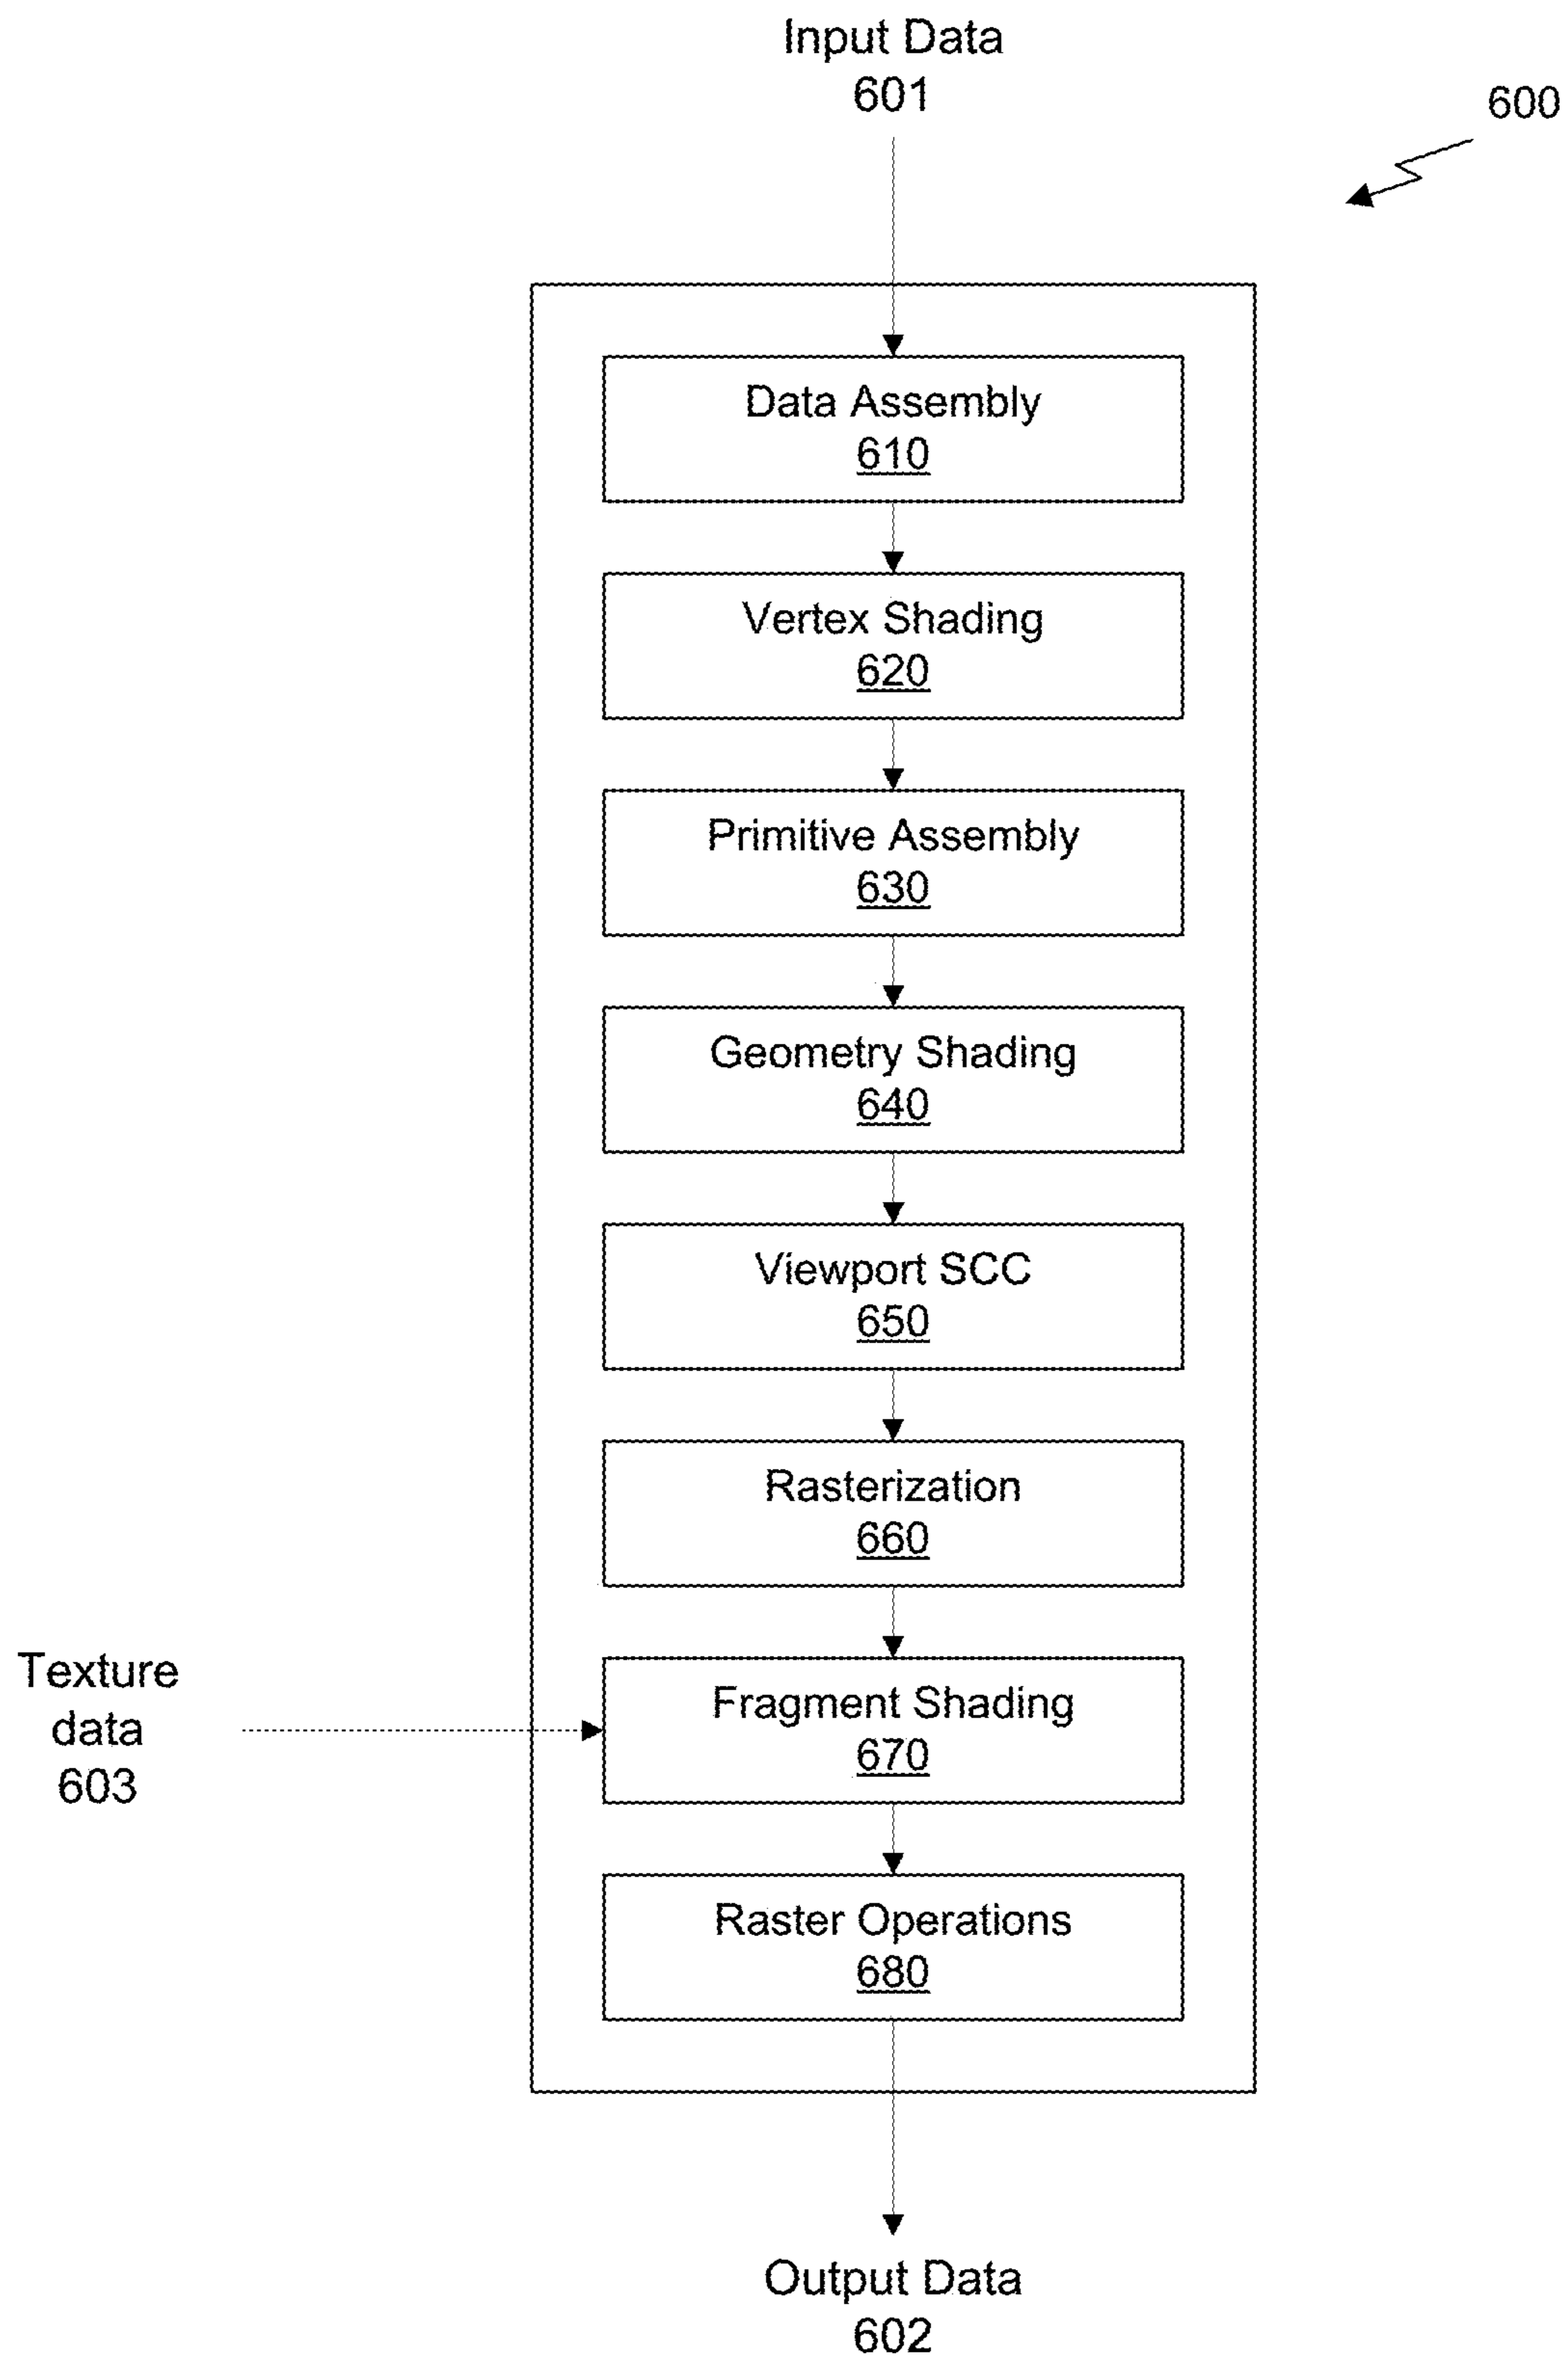 Input Data
601
600
Data Assembly
610
Vertex Shading
620
Primitive Assembly
630
Geometry Shading
640
Viewport SCC
650
Rasterization
660
Texture
data
603
Fragment Shading
670
Raster Operations
680
Output Data
602